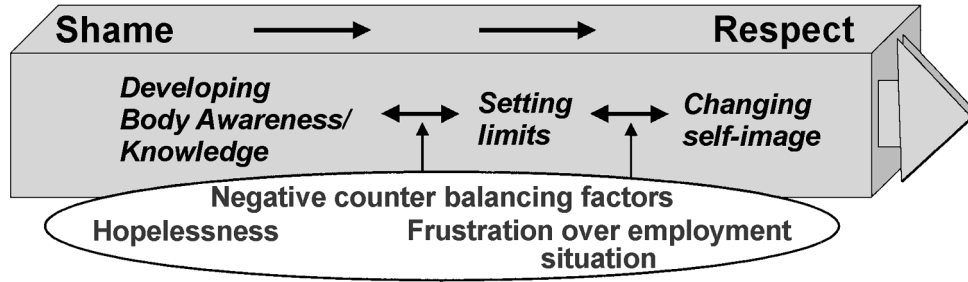 Shame Respect
Developing
Body Awareness/
Knowledge
Setting
limits
Changing
self-image
Negative counter balancing factors
Hopelessness
Frustration over employment
situation